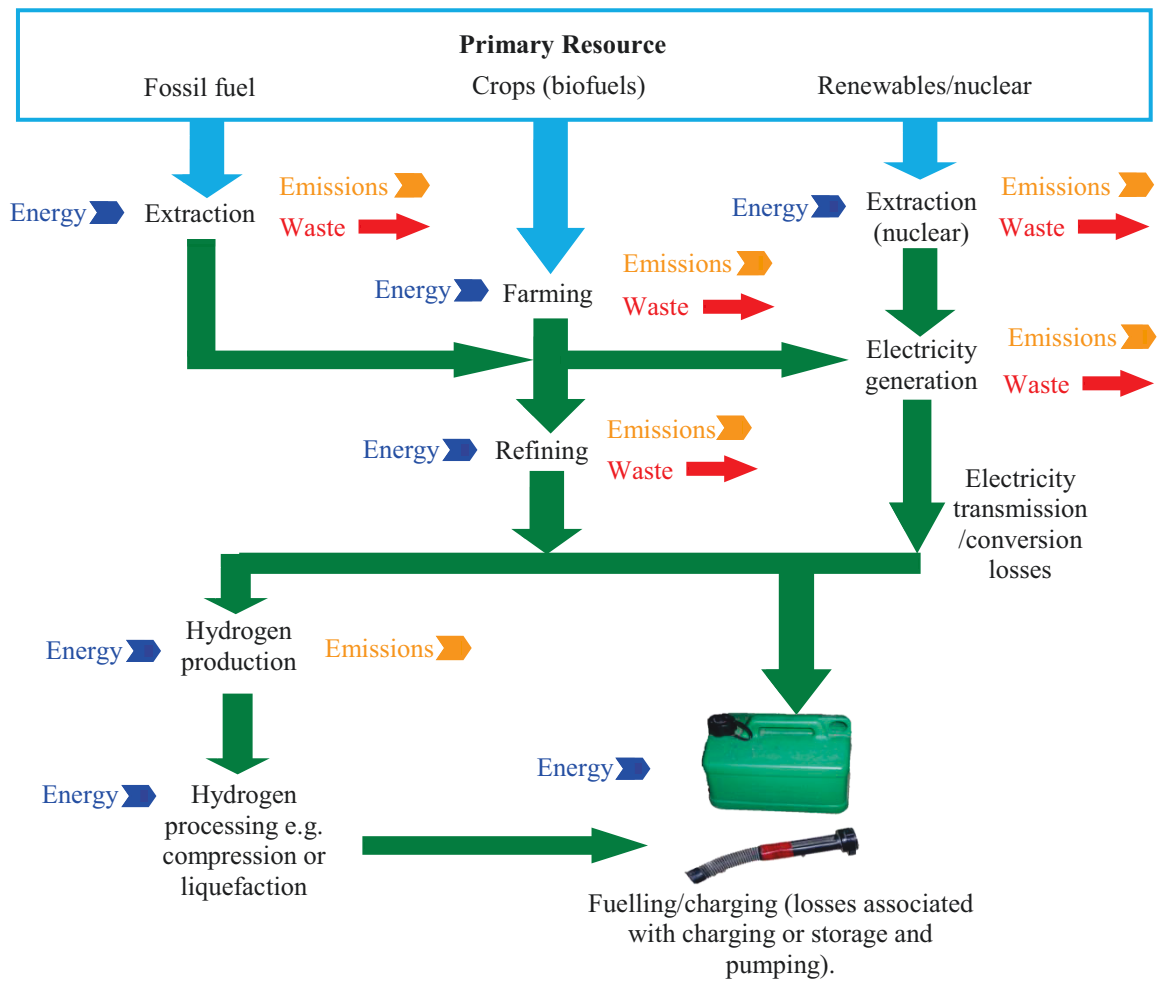 Primary Resource
Fossil fuel
Crops (biofuels)
Renewables/nuclear
Energy
Extraction
Emissions
Waste
Energy
Extraction
(nuclear)
Emissions
Waste
Energy
Farming
Emissions
Waste
Electricity
generation
Emissions
Waste
Energy
Refining
Emissions
Waste
Electricity
transmission
/conversion
losses
Energy
Hydrogen
production
Emissions
Energy
Hydrogen
processing e.g.
compression or
liquefaction
Energy
Fuelling/charging (losses associated
with charging or storage and
pumping).